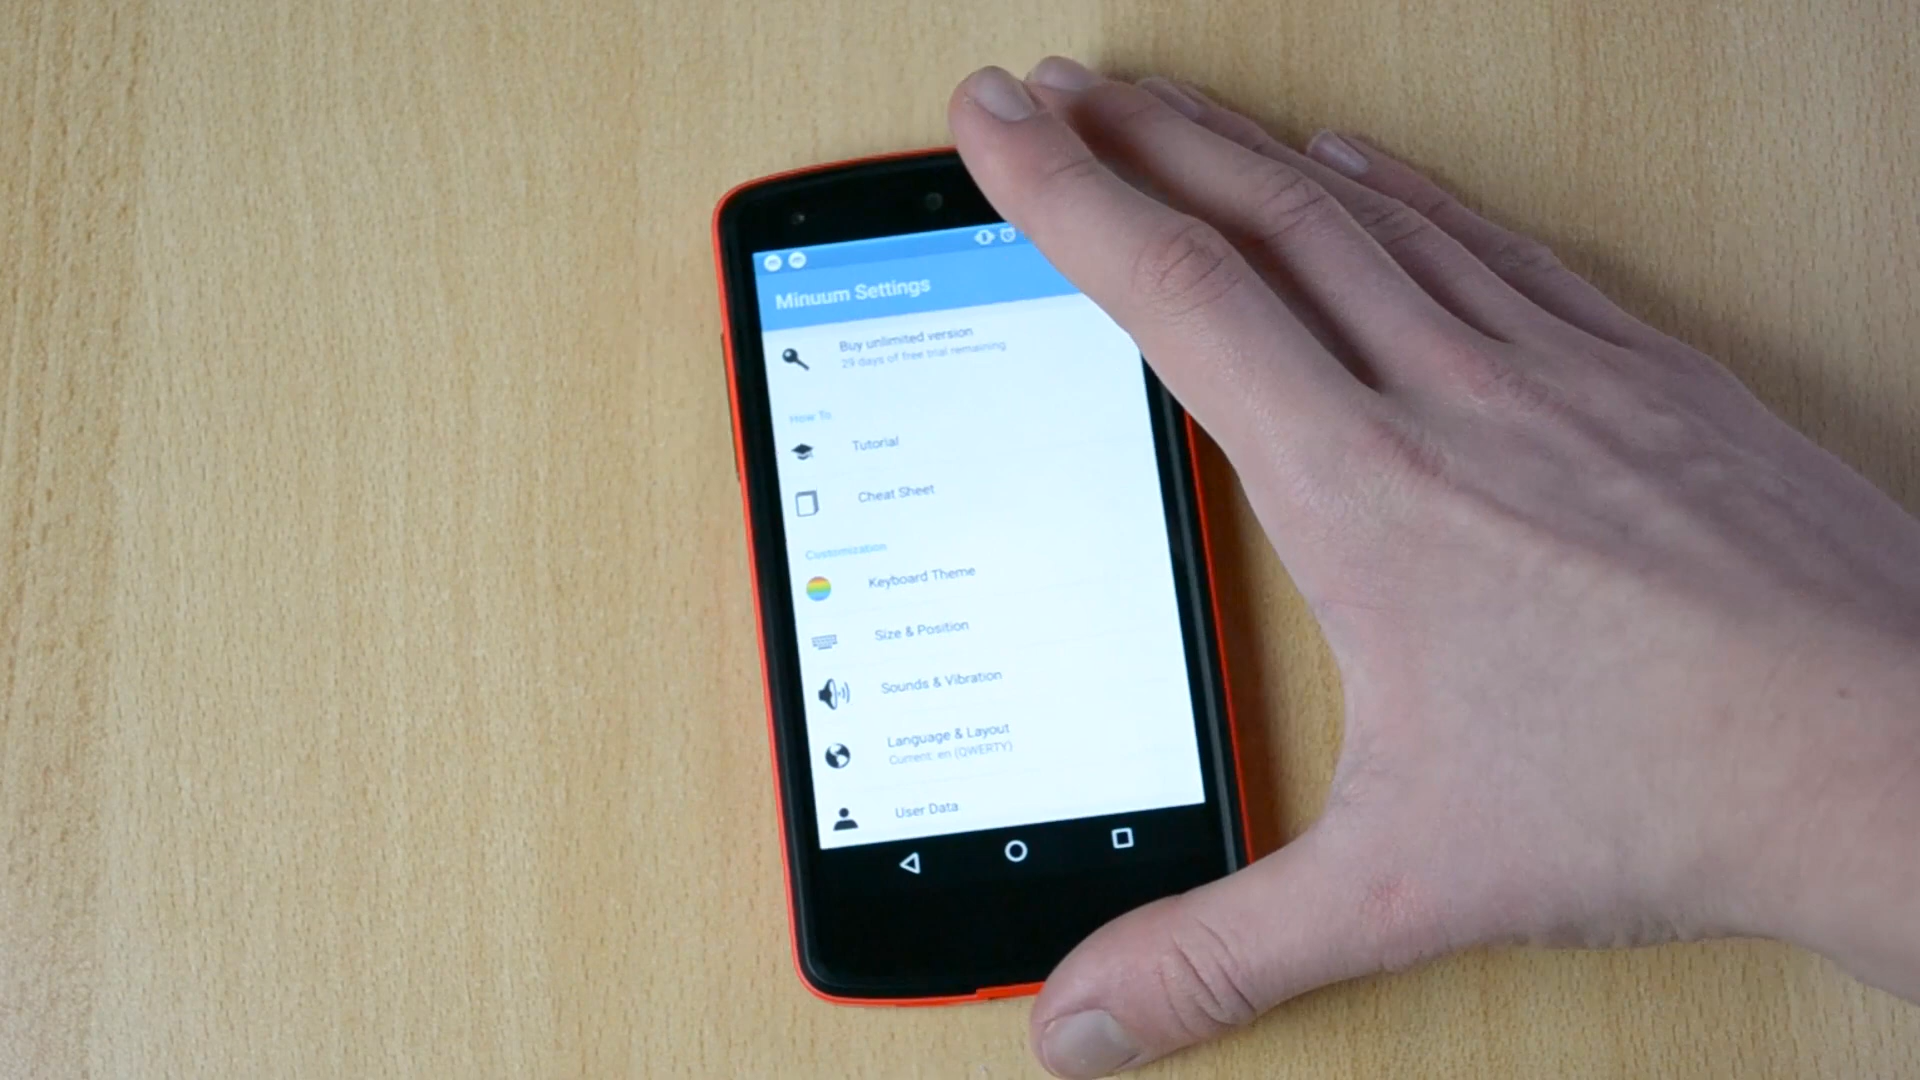 Minuum Settings
Buy unlimited version
29 days of free trial remaining
How To
Tutorial
Cheat Sheet
Customization
Keyboard Theme
Size & Position
Sounds & Vibration
Language & Layout
Current: en (QWERTY)
User Data